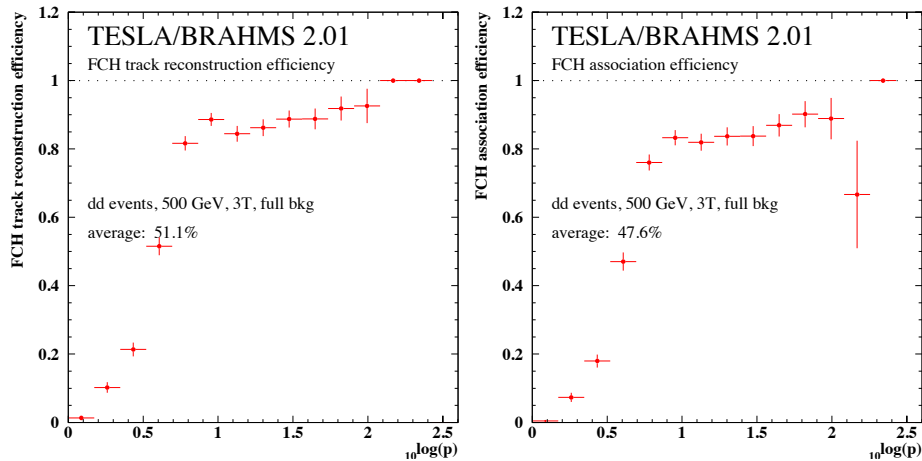 TESLA/BRAHMS 2.01
FCH track reconstruction efficiency
dd events, 500 GeV, 3T, full bkg
average: 51.1%
FCH track reconstruction efficiency
1.2
1
0.8
0.6
0.4
0.2
0
0 0.5 1 1.5 2 2.5
10log(p)
TESLA/BRAHMS 2.01
FCH association efficiency
dd events, 500 GeV, 3T, full bkg
average: 47.6%
FCH association efficiency
1.2
1
0.8
0.6
0.4
0.2
0
0 0.5 1 1.5 2 2.5
10log(p)